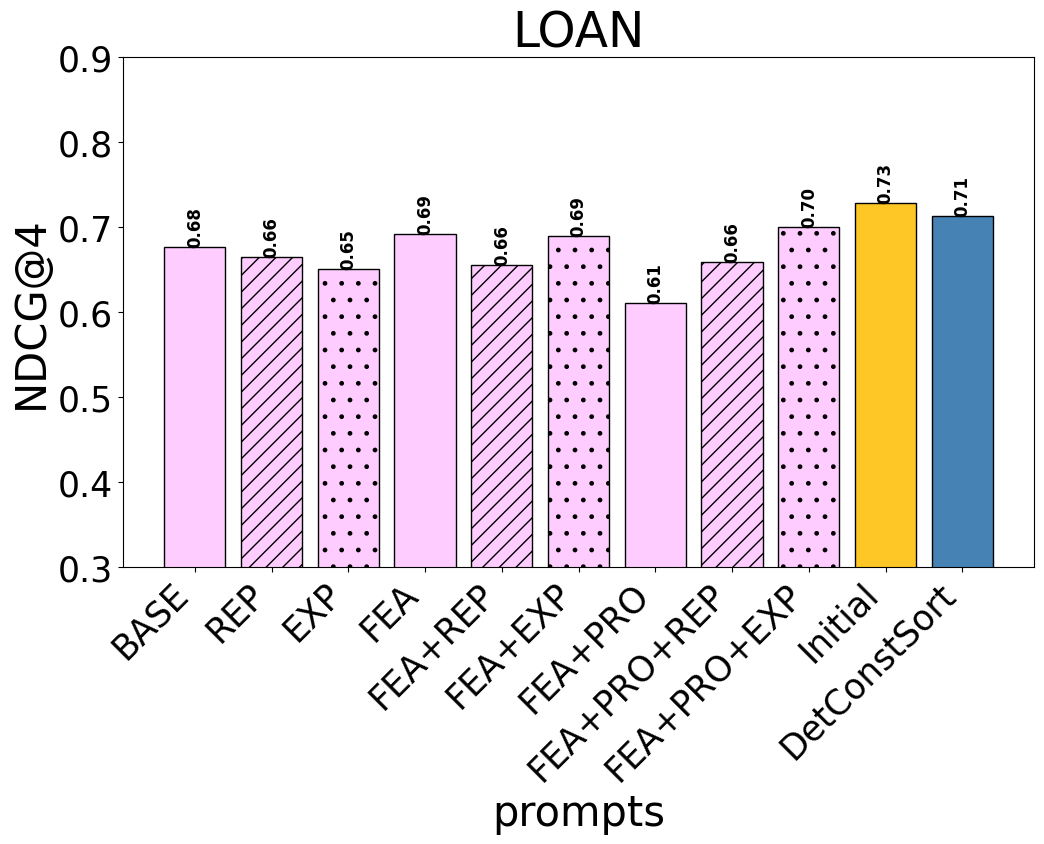 LOAN
NDCG@4
0.9
0.8
0.7
0.6
0.5
0.4
0.3
0.68
0.66
0.65
0.69
0.66
0.69
0.61
0.66
0.70
0.73
0.71
BASE
REP
EXP
FEA
FEA+REP
FEA+EXP
FEA+PRO
FEA+PRO+REP
FEA+PRO+EXP
Initial
DetConstSort
prompts